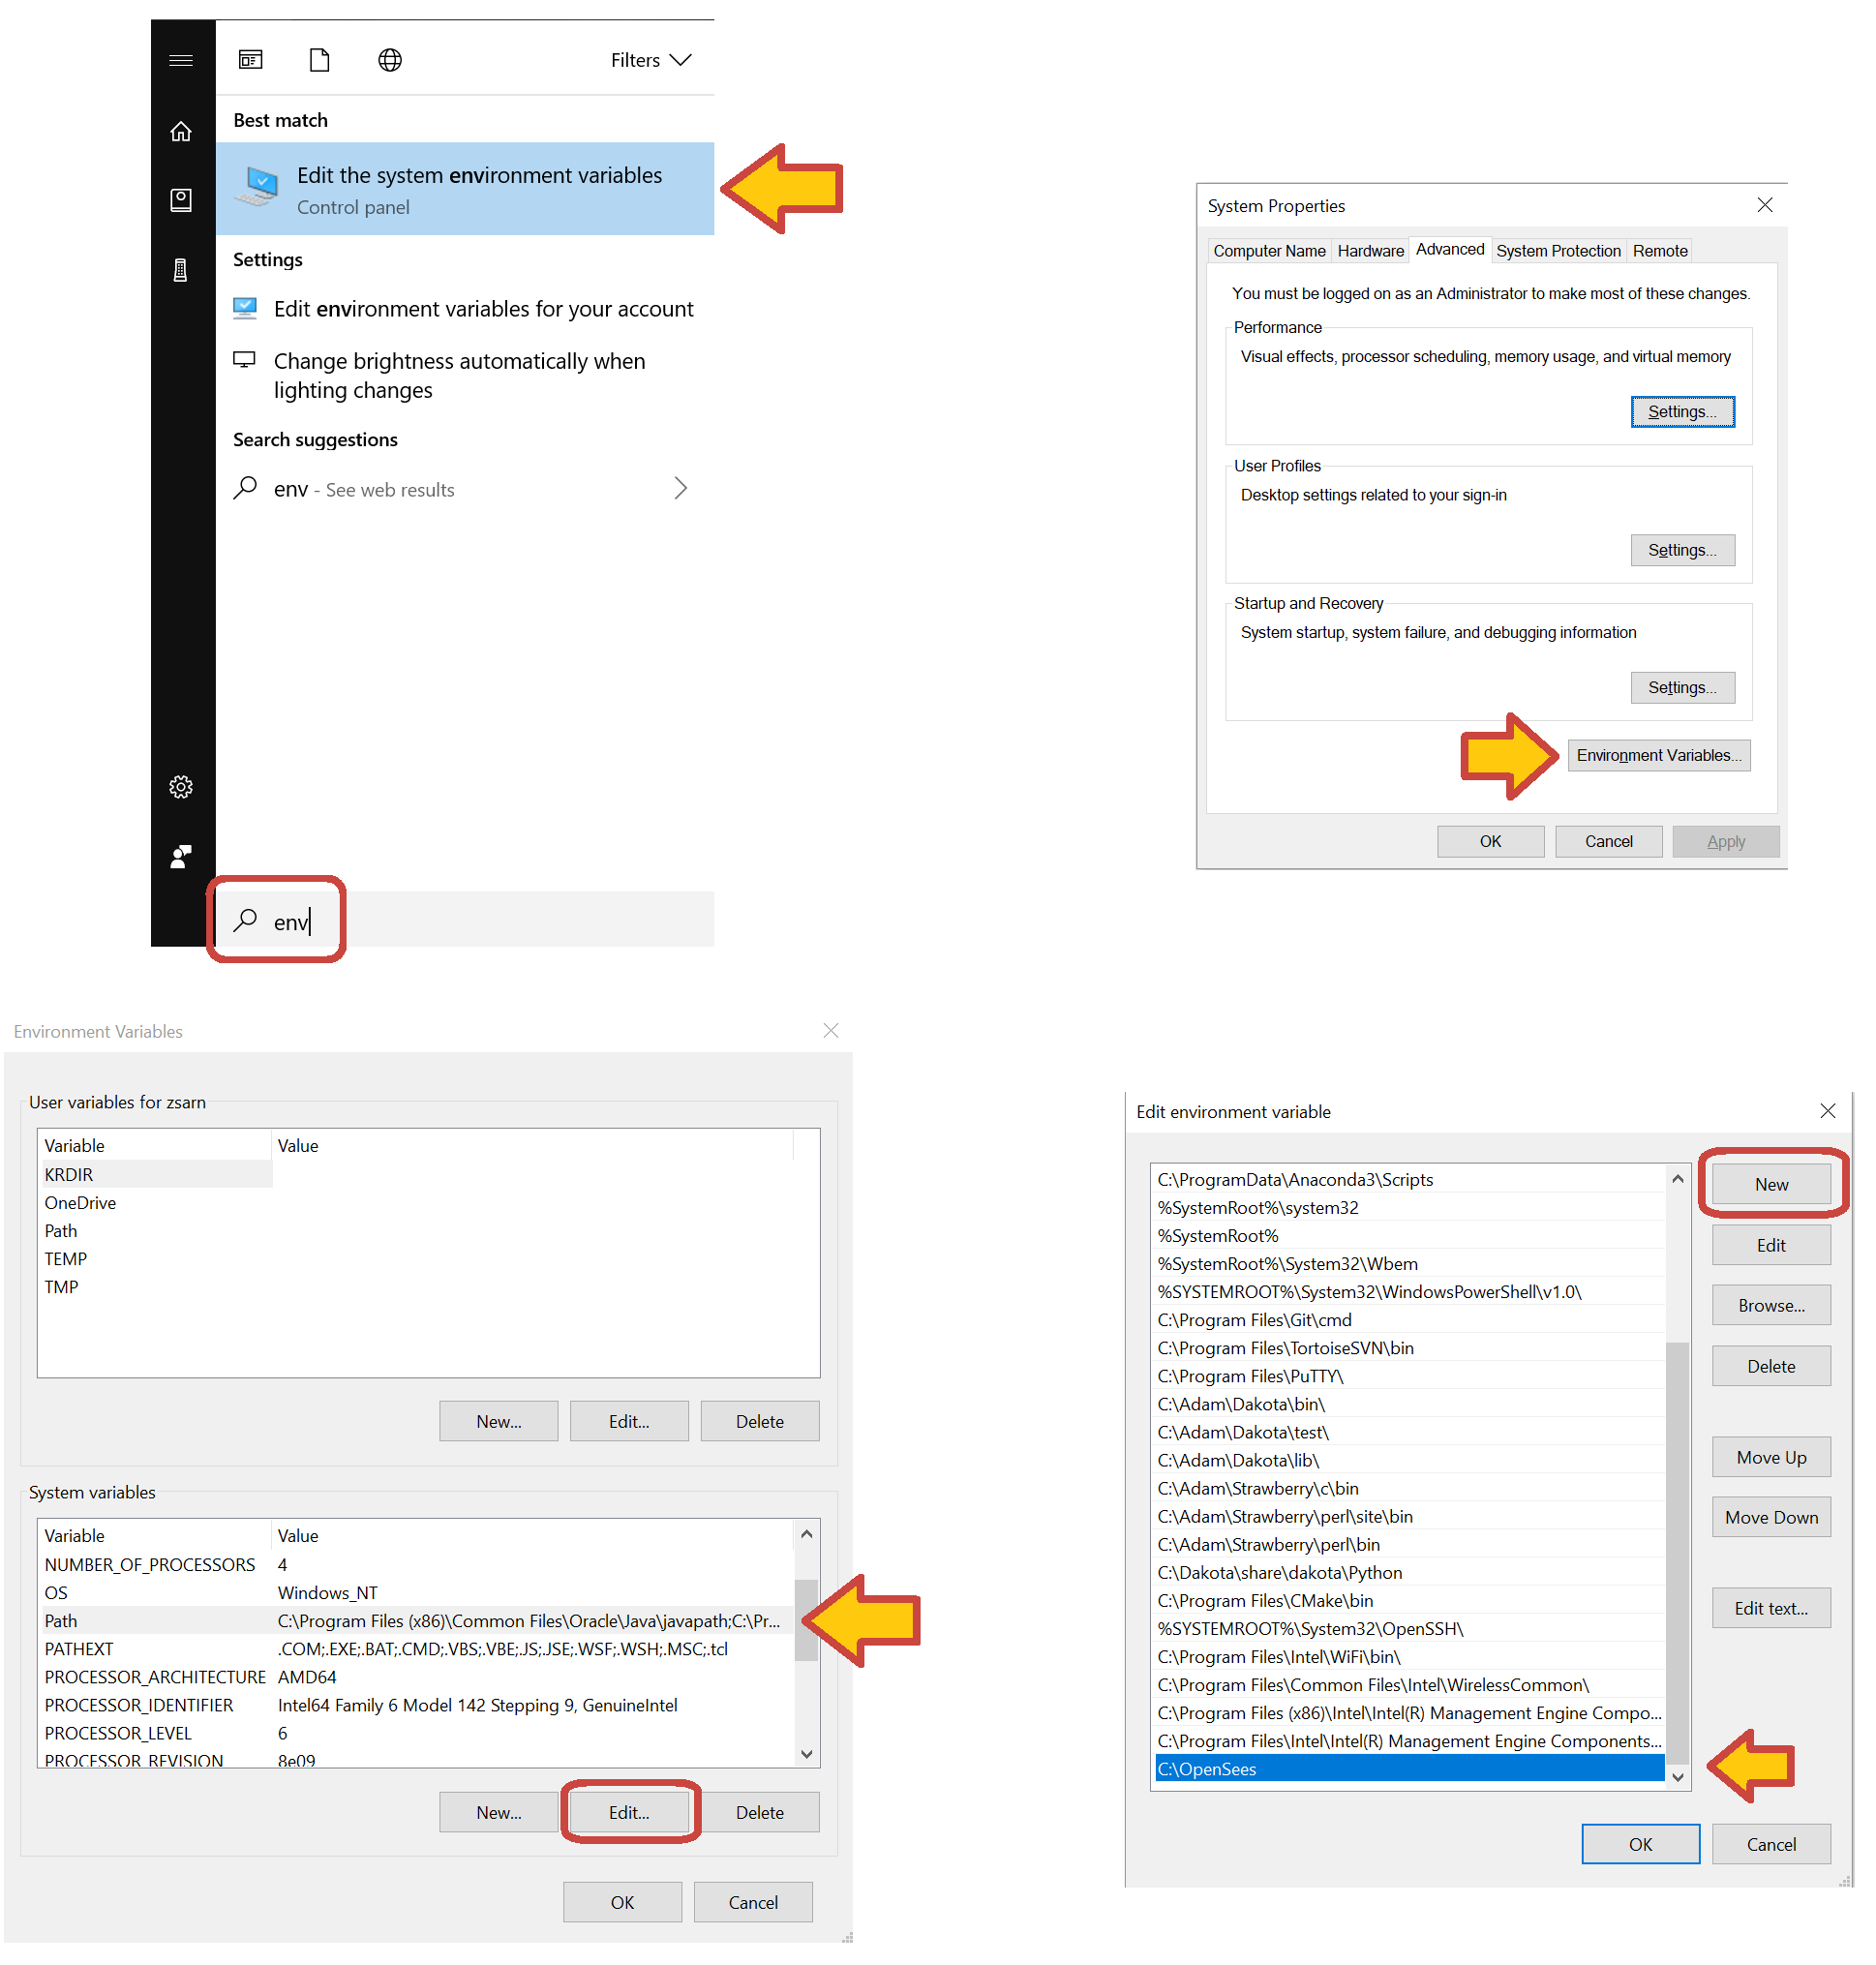 Filters
Best match
Edit the system environment variables
Control panel
Settings
Edit environment variables for your account
Change brightness automatically when
lighting changes
Search suggestions
env - See web results
env
System Properties
Computer Name Hardware Advanced System Protection Remote
You must be logged on as an Administrator to make most of these changes.
Performance
Visual effects, processor scheduling, memory usage, and virtual memory
Settings...
User Profiles
Desktop settings related to your sign-in
Settings...
Startup and Recovery
System startup, system failure, and debugging information
Settings...
Environment Variables...
OK Cancel Apply
Environment Variables
User variables for zsarn
Variable Value
KRDIR
OneDrive
Path
TEMP
TMP
New... Edit... Delete
System variables
Variable Value
NUMBER_OF_PROCESSORS 4
OS Windows_NT
Path C:\Program Files (x86)\Common Files\Oracle\Java\javapath;C:\Pr...
PATHEXT .COM;.EXE;.BAT;.CMD;.VBS;.VBE;.JS;.JSE;.WSF;.WSH;.MSC;.tcl
PROCESSOR_ARCHITECTURE AMD64
PROCESSOR_IDENTIFIER Intel64 Family 6 Model 142 Stepping 9, GenuineIntel
PROCESSOR_LEVEL 6
PROCESSOR_REVISION 8e09
New... Edit... Delete
OK Cancel
Edit environment variable
C:\ProgramData\Anaconda3\Scripts
%SystemRoot%\system32
%SystemRoot%
%SystemRoot%\System32\Wbem
%SYSTEMROOT%\System32\WindowsPowerShell\v1.0\
C:\Program Files\Git\cmd
C:\Program Files\TortoiseSVN\bin
C:\Program Files\PuTTY\
C:\Adam\Dakota\bin\
C:\Adam\Dakota\test\
C:\Adam\Dakota\lib\
C:\Adam\Strawberry\c\bin
C:\Adam\Strawberry\perl\site\bin
C:\Adam\Strawberry\perl\bin
C:\Dakota\share\dakota\Python
C:\Program Files\CMake\bin
%SYSTEMROOT%\System32\OpenSSH\
C:\Program Files\Intel\WiFi\bin\
C:\Program Files\Common Files\Intel\WirelessCommon\
C:\Program Files (x86)\Intel\Intel(R) Management Engine Compo...
C:\Program Files\Intel\Intel(R) Management Engine Components...
C:\OpenSees
New
Edit
Browse...
Delete
Move Up
Move Down
Edit text...
OK Cancel